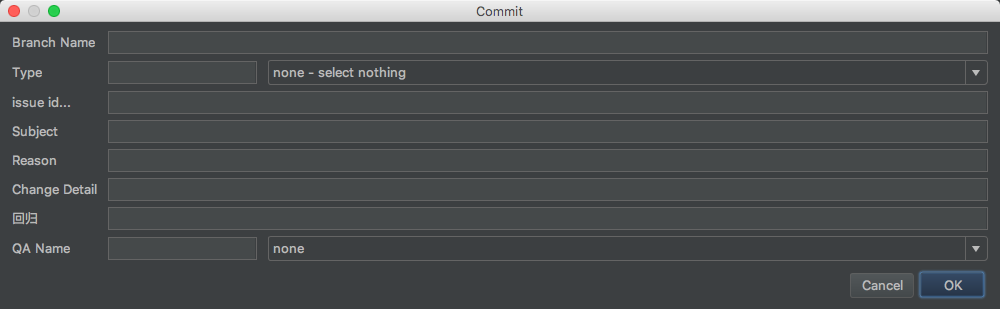 Commit
Branch Name
Type none - select nothing
issue id...
Subject
Reason
Change Detail
回归
QA Name none
Cancel OK